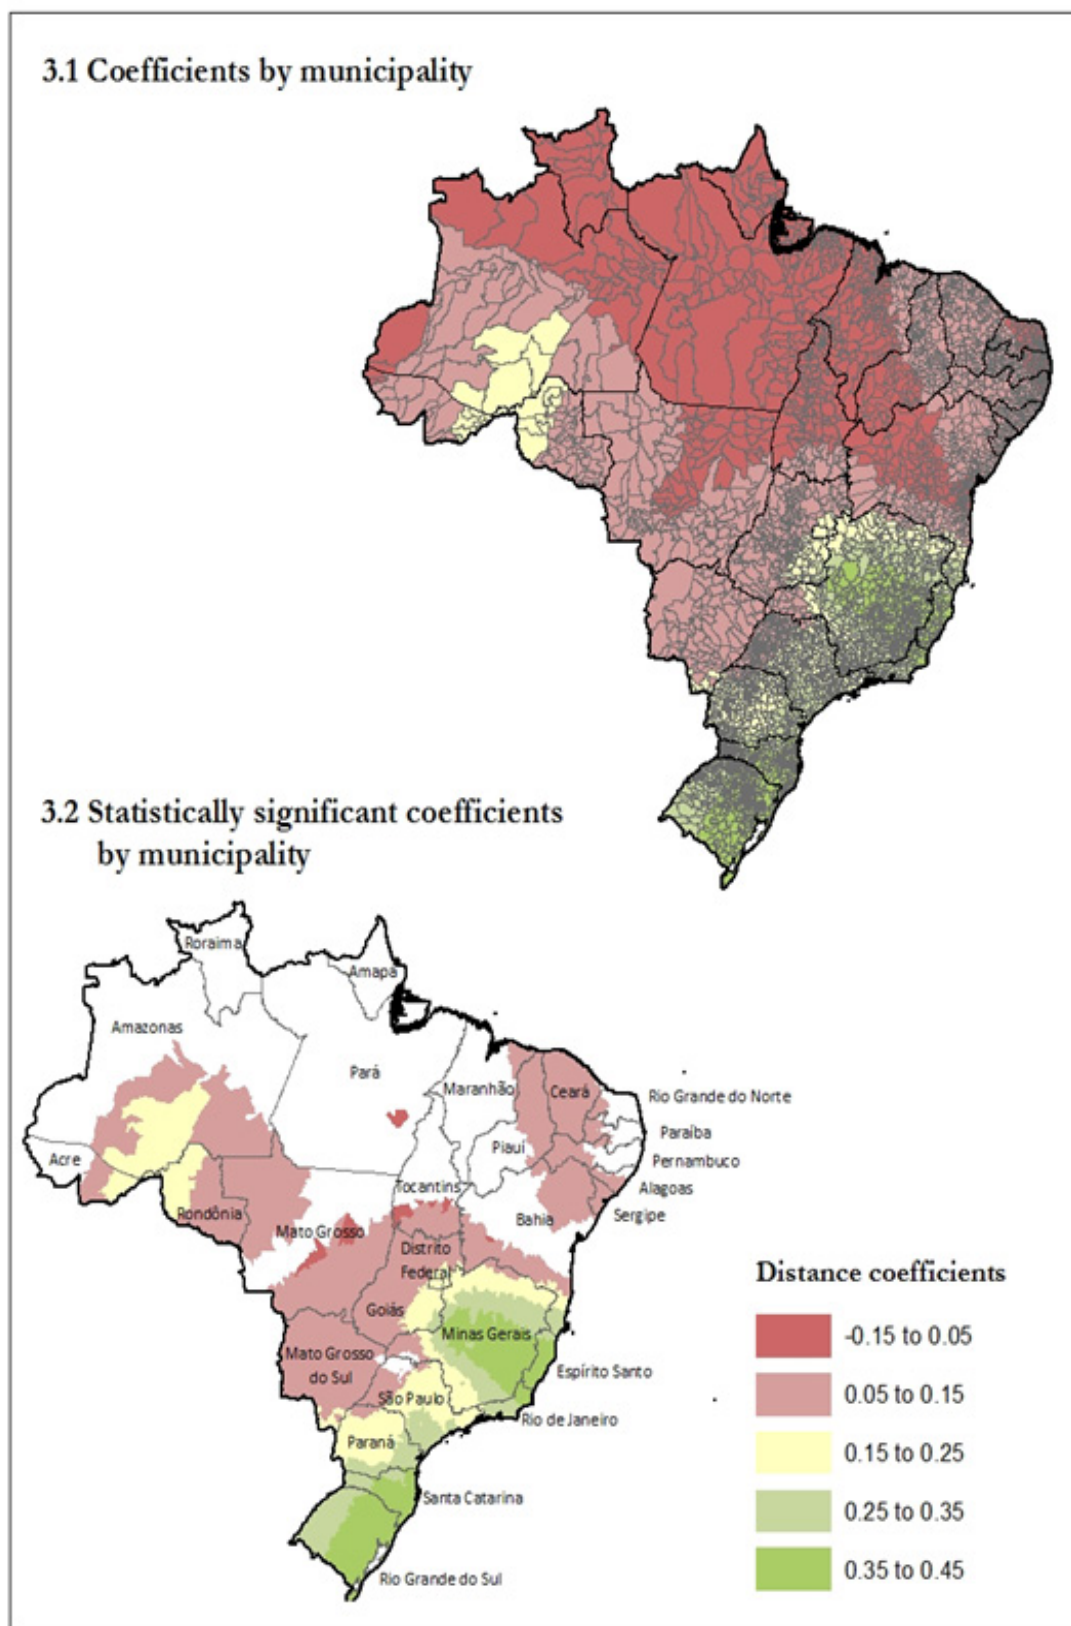 3.1 Coefficients by municipality
3.2 Statistically significant coefficients
by municipality
Roraima
Amapa
Amazonas
Pará
Maranhão
Ceará
Rio Grande do Norte
Paraíba
Piauí
Pernambuco
Acre
Alagoas
Tocantins
Rondônia
Bahia
Sergipe
Mato Grosso
Distrito
Federal
Goiás
Minas Gerais
Mato Grosso
do Sul
Espírito Santo
São Paulo
Rio de Janeiro
Paraná
Santa Catarina
Rio Grande do Sul
Distance coefficients
-0.15 to 0.05
0.05 to 0.15
0.15 to 0.25
0.25 to 0.35
0.35 to 0.45